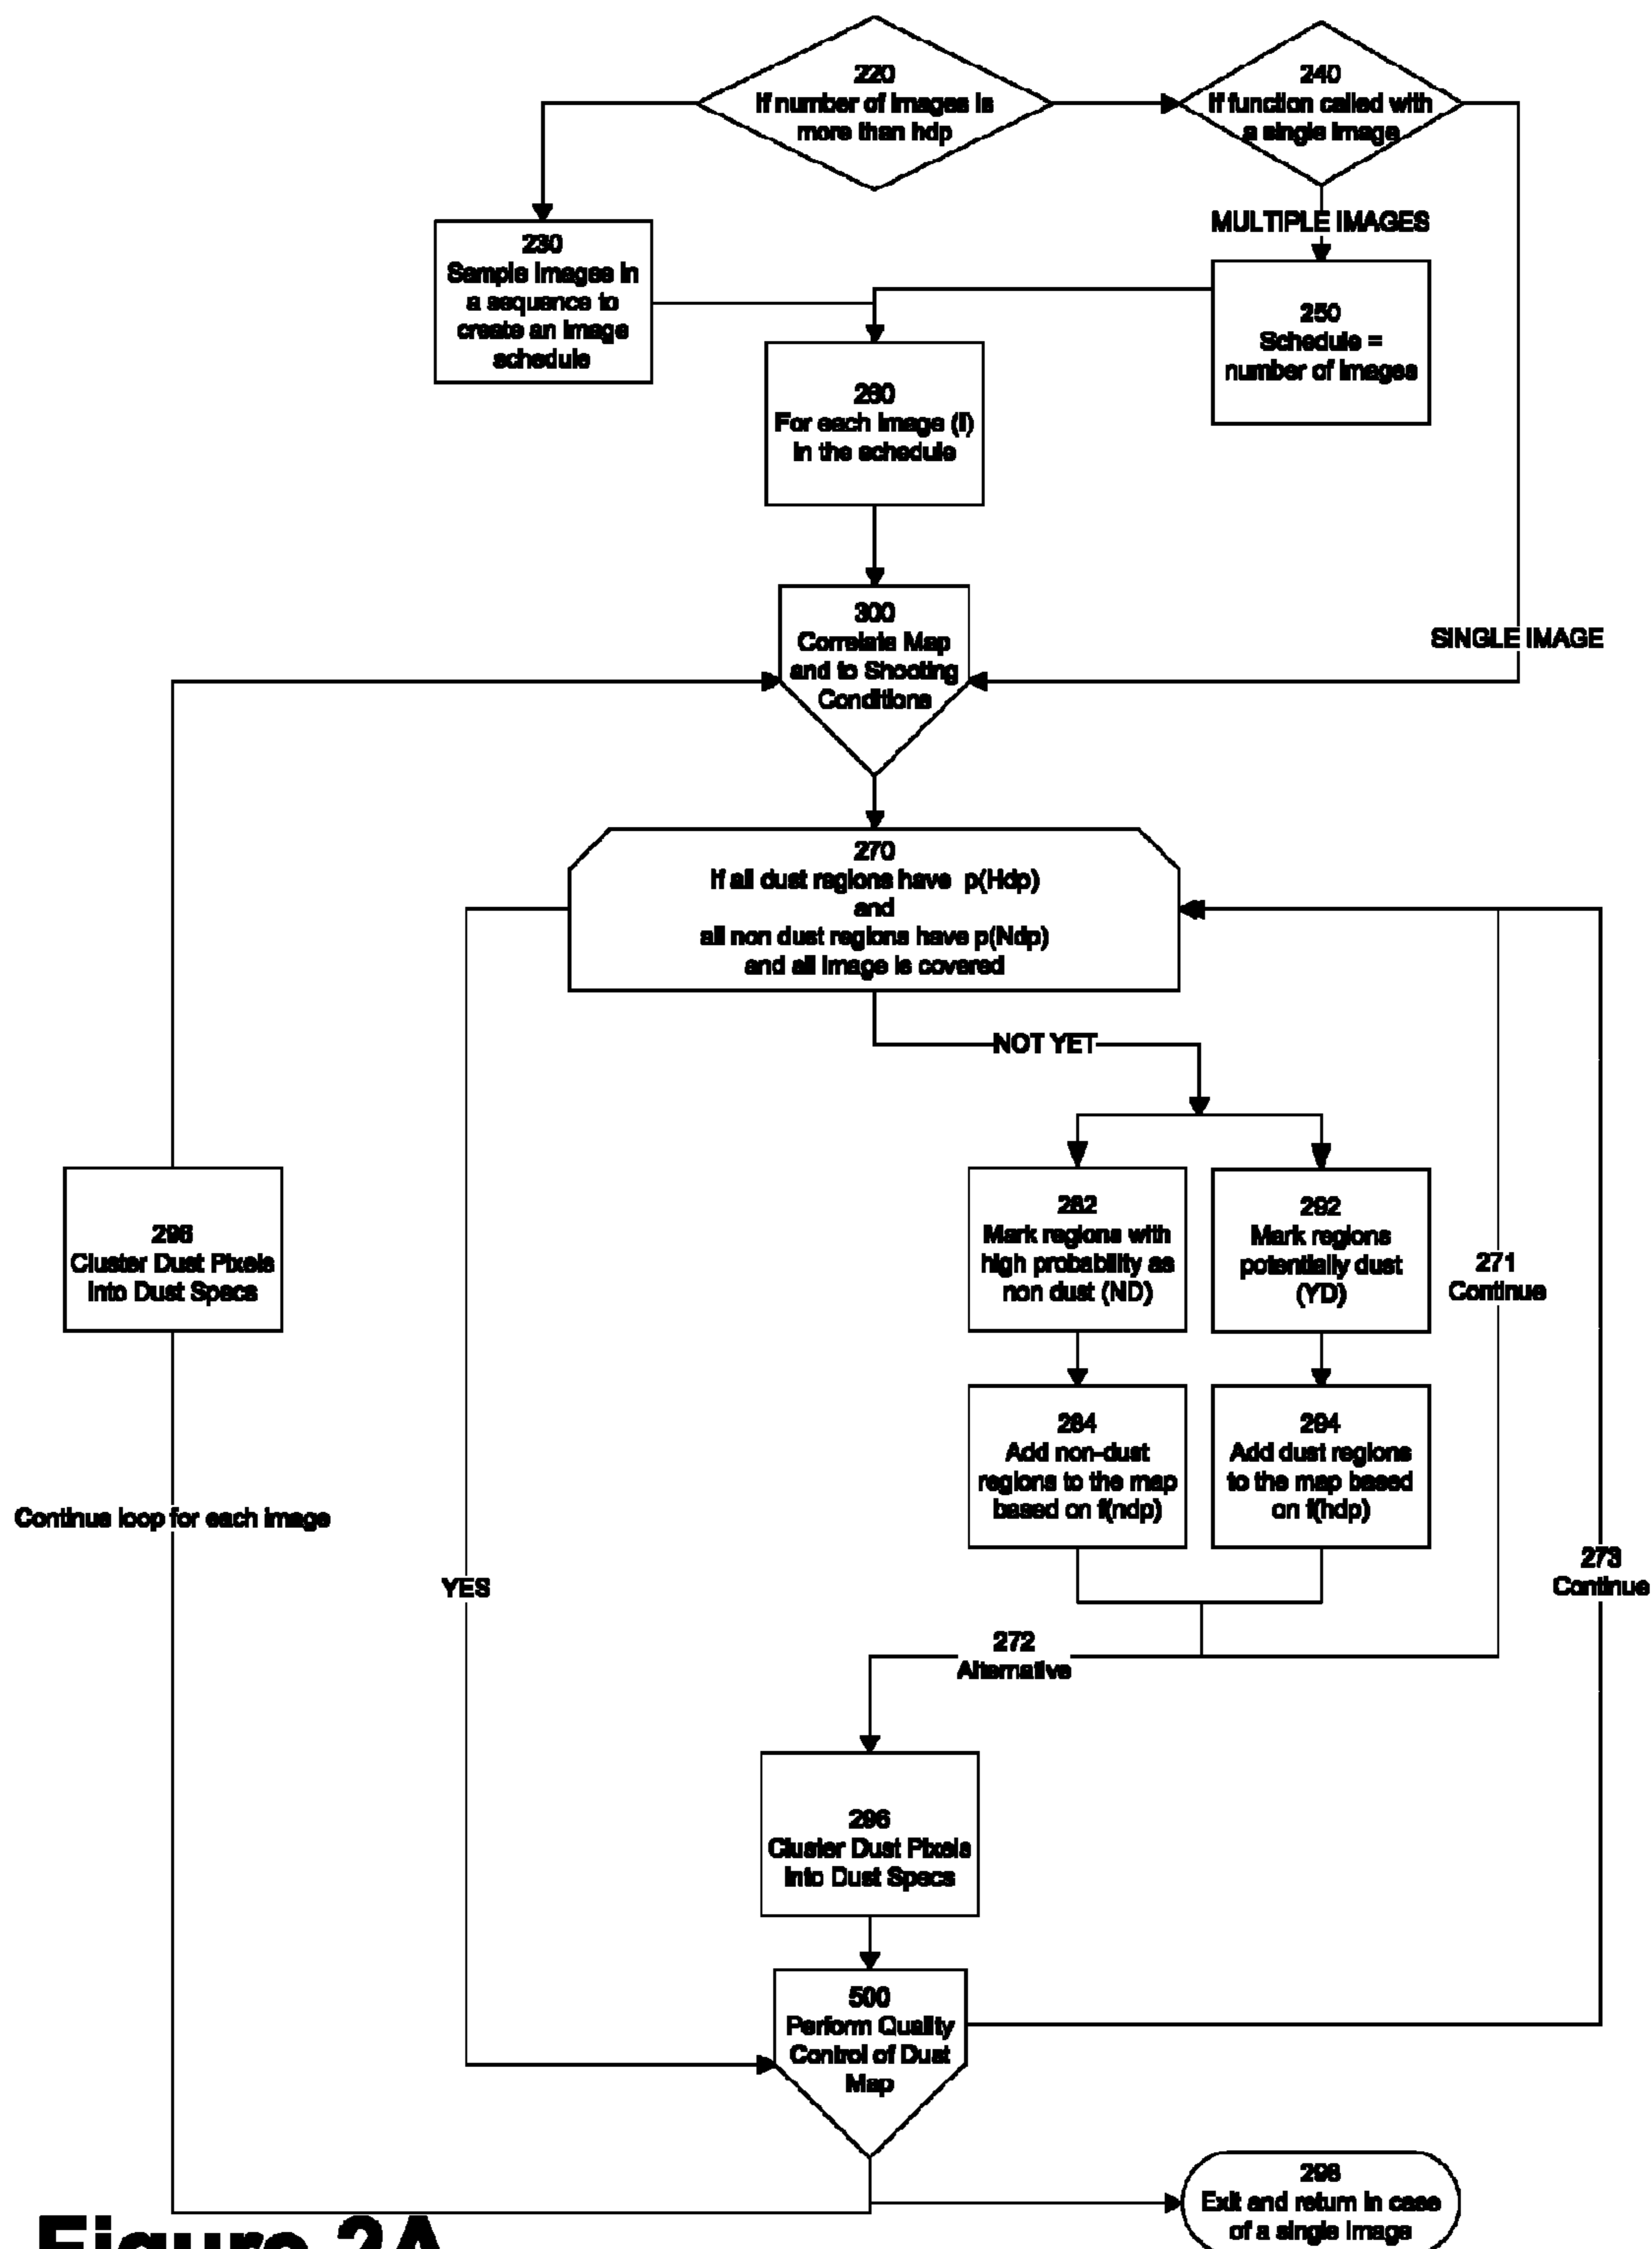 220
If number of images is
more than hdp
240
If function called with
a single image
MULTIPLE IMAGES
230
Sample images in
a sequence to
create an image
schedule
250
Schedule =
number of images
260
For each image (I)
in the schedule
300
Correlate Map
and to Shooting
Conditions
SINGLE IMAGE
270
If all dust regions have p(Hdp)
and
all non dust regions have p(Ndp)
and all image is covered
NOT YET
282
Mark regions with
high probability as
non dust (ND)
292
Mark regions
potentially dust
(YD)
271
Continue
Cluster Dust Pixels
into Dust Specs
284
Add non-dust
regions to the map
based on f(ndp)
294
Add dust regions
to the map based
on f(hdp)
Continue loop for each image
YES
273
Continue
272
Alternative
296
Cluster Dust Pixels
into Dust Specs
500
Perform Quality
Control of Dust
Map
298
Exit and return in case
of a single image
Figure 2A